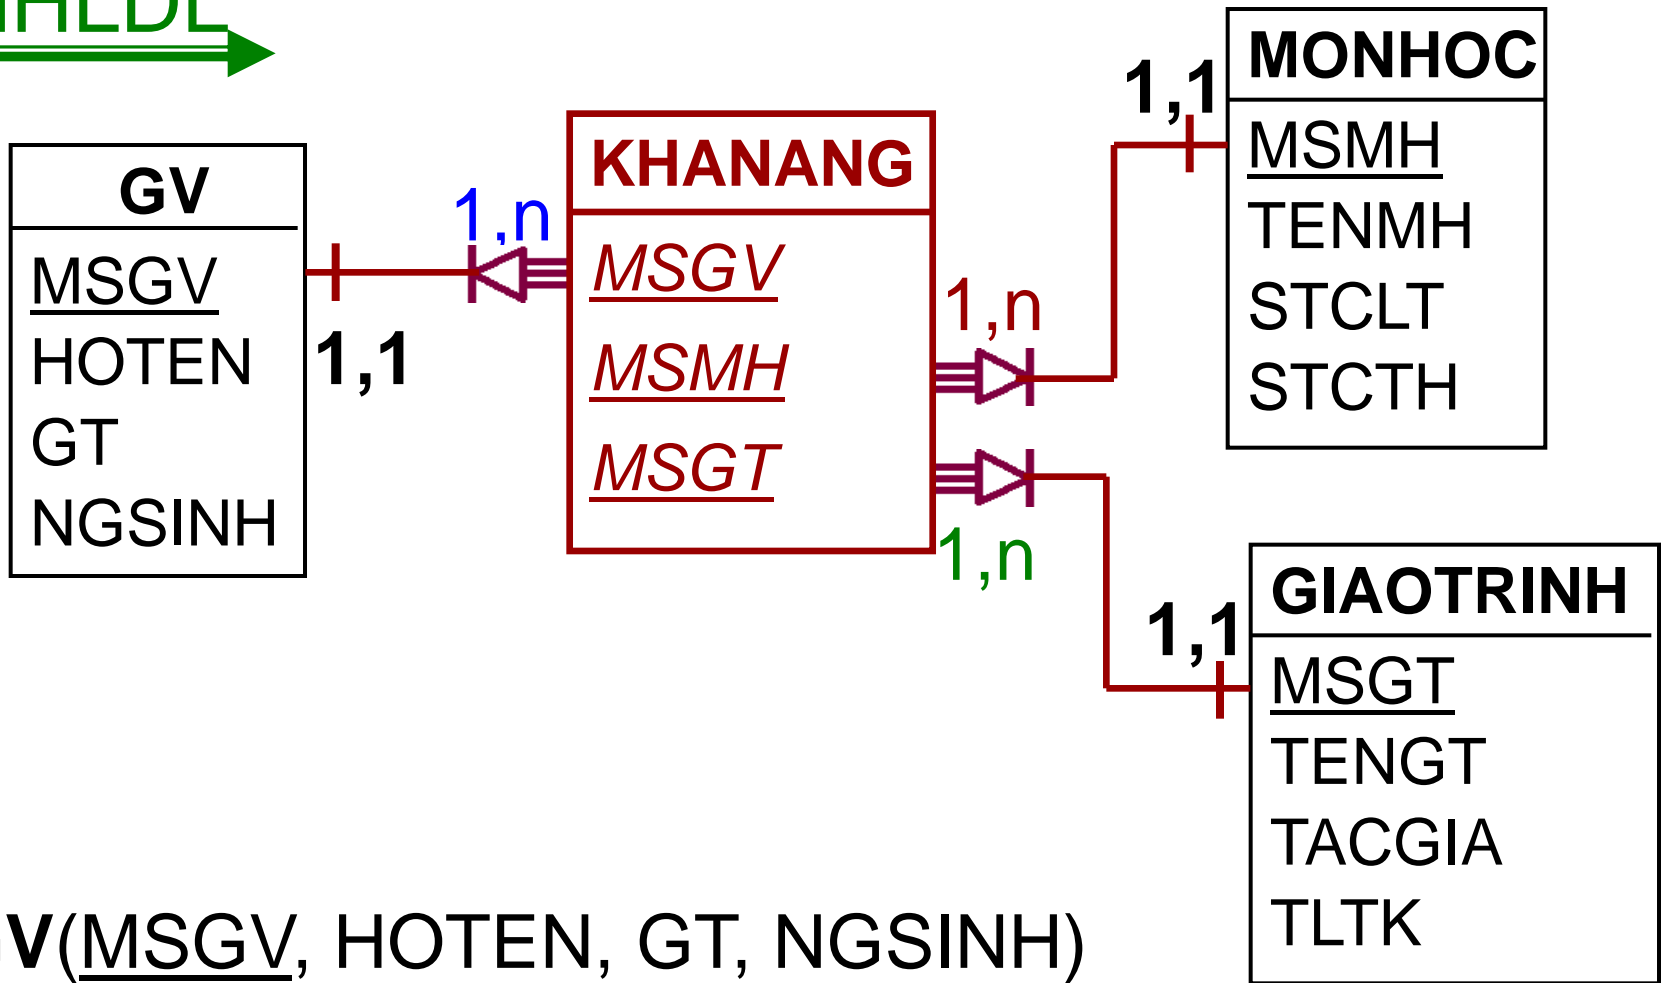 GV
MSGV
HOTEN
GT
NGSINH
1,1
1,n
KHANANG
MSGV
MSMH
MSGT
1,n
1,n
1,1
MONHOC
MSMH
TENMH
STCLT
STCTH
1,1
GIAOTRINH
MSGT
TENGT
TACGIA
TLTK
V(MSGV, HOTEN, GT, NGSINH)